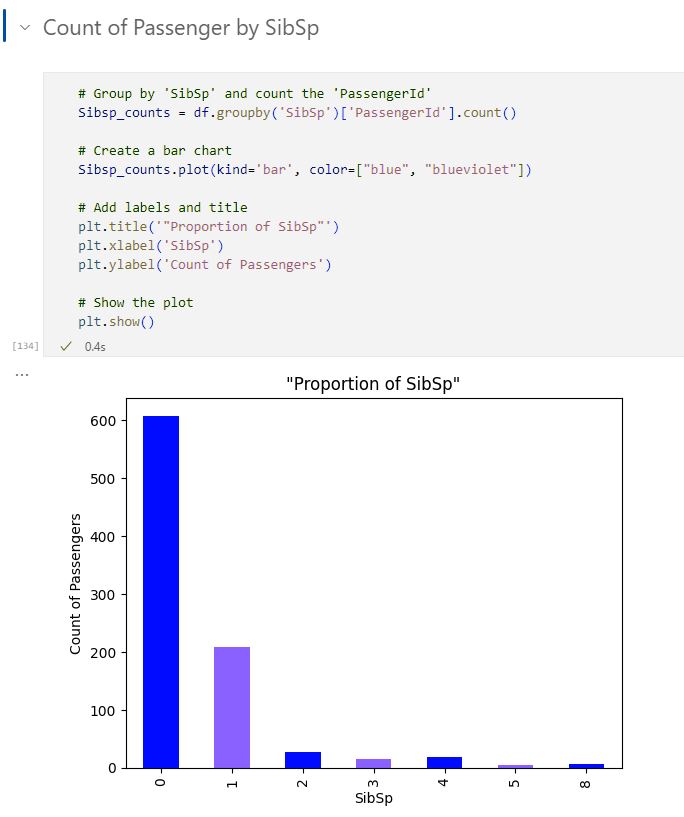 Count of Passenger by SibSp
# Group by 'SibSp' and count the 'PassengerId'
Sibsp_counts = df.groupby('SibSp')['PassengerId'].count()
# Create a bar chart
Sibsp_counts.plot(kind='bar', color=["blue", "blueviolet"])
# Add labels and title
plt.title('"Proportion of SibSp"')
plt.xlabel('SibSp')
plt.ylabel('Count of Passengers')
# Show the plot
plt.show()
[134] ✓ 0.4s
...
"Proportion of SibSp"
Count of Passengers
600
500
400
300
200
100
0
0 1 2 3 4 5 8
SibSp